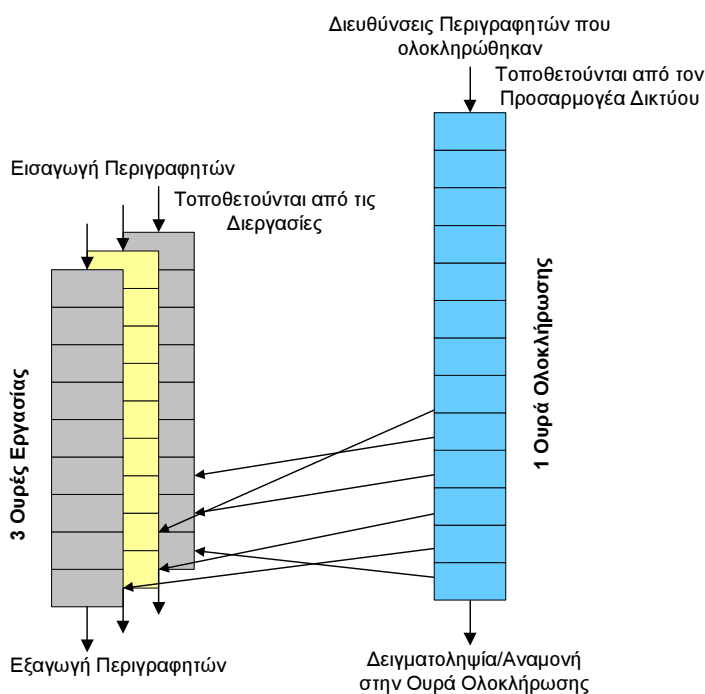 Διευθύνσεις Περιγραφητών που
ολοκληρώθηκαν
Τοποθετούνται από τον
Προσαρμογέα Δικτύου
Εισαγωγή Περιγραφητών
Τοποθετούνται από τις
Διεργασίες
3 Ουρές Εργασίας
1 Ουρά Ολοκλήρωσης
Εξαγωγή Περιγραφητών
Δειγματοληψία/Αναμονή
στην Ουρά Ολοκλήρωσης